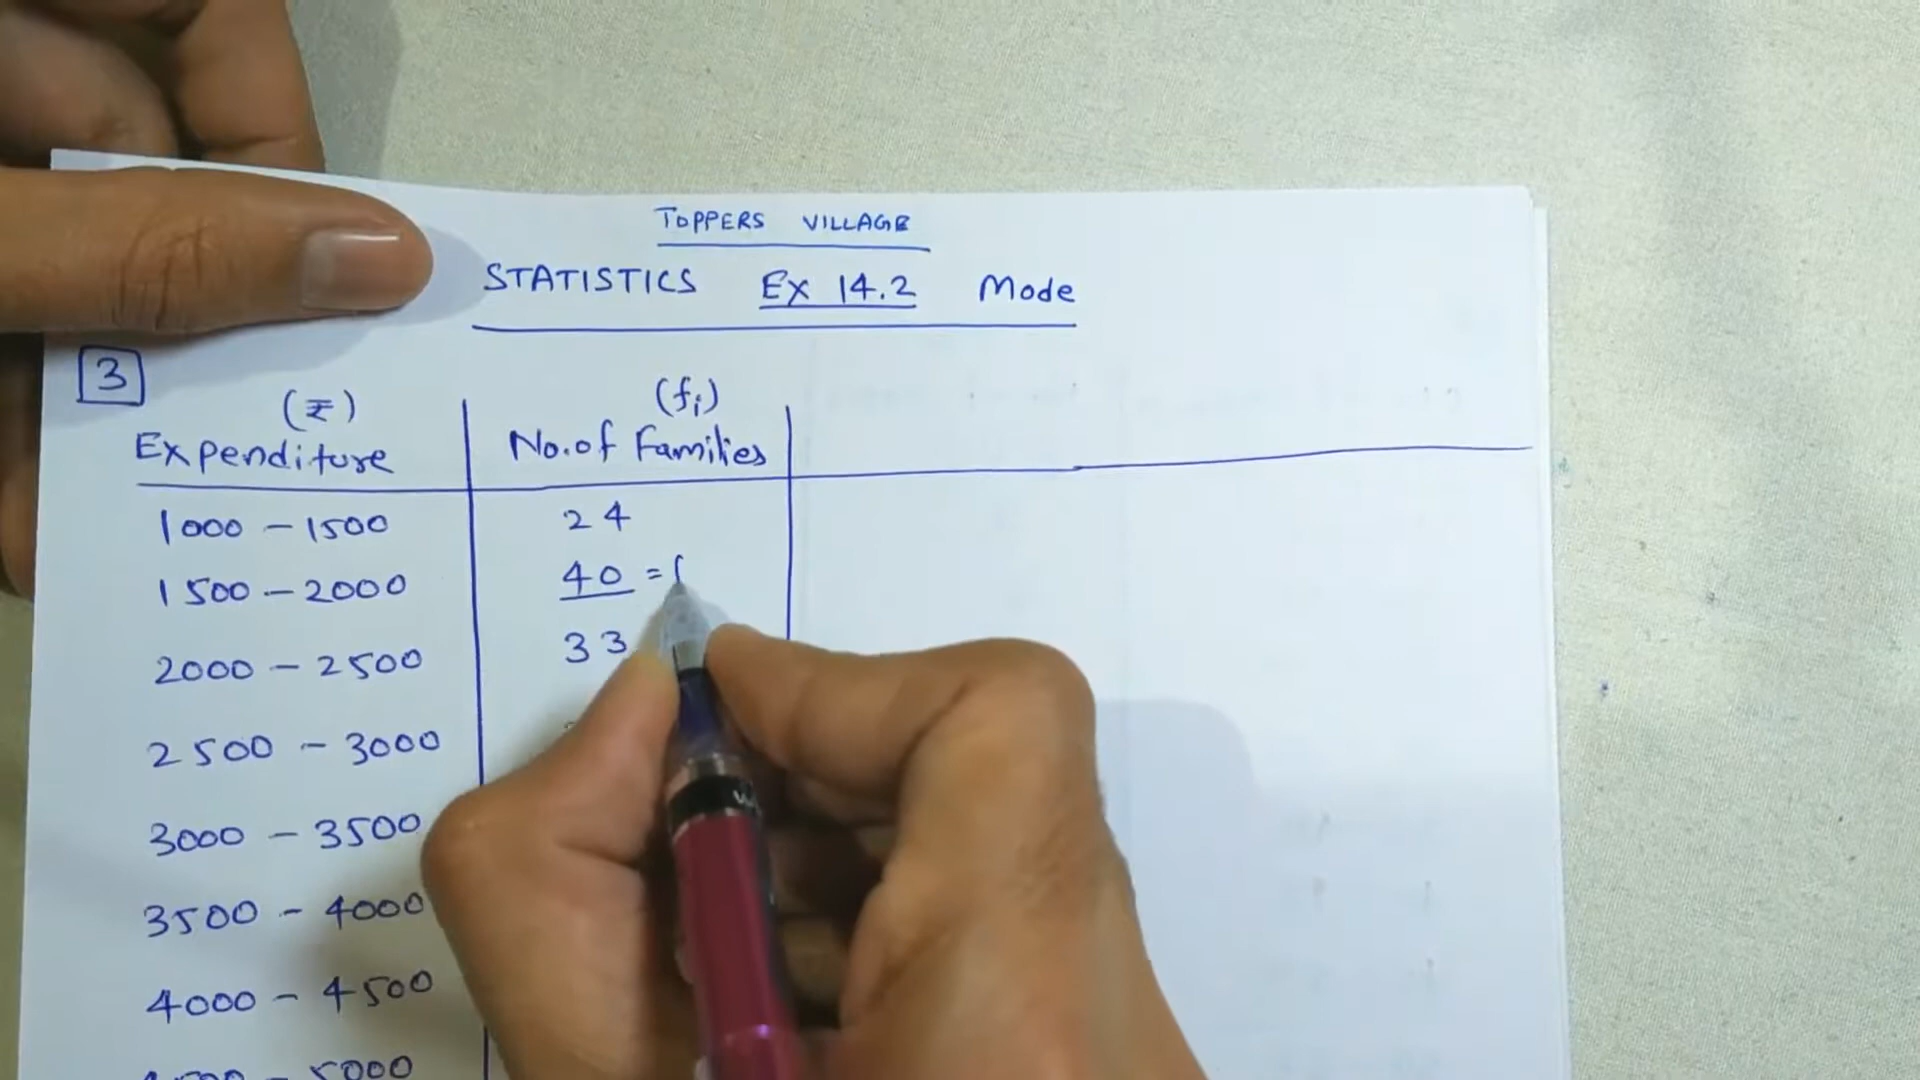 TOPPERS VILLAGE
STATISTICS Ex 14.2 Mode
3
(₹) (fi)
Expenditure No. of Families
1000 - 1500 24
1500 - 2000 40 =
2000 - 2500 33
2500 - 3000
3000 - 3500
3500 - 4000
4000 - 4500
- 5000